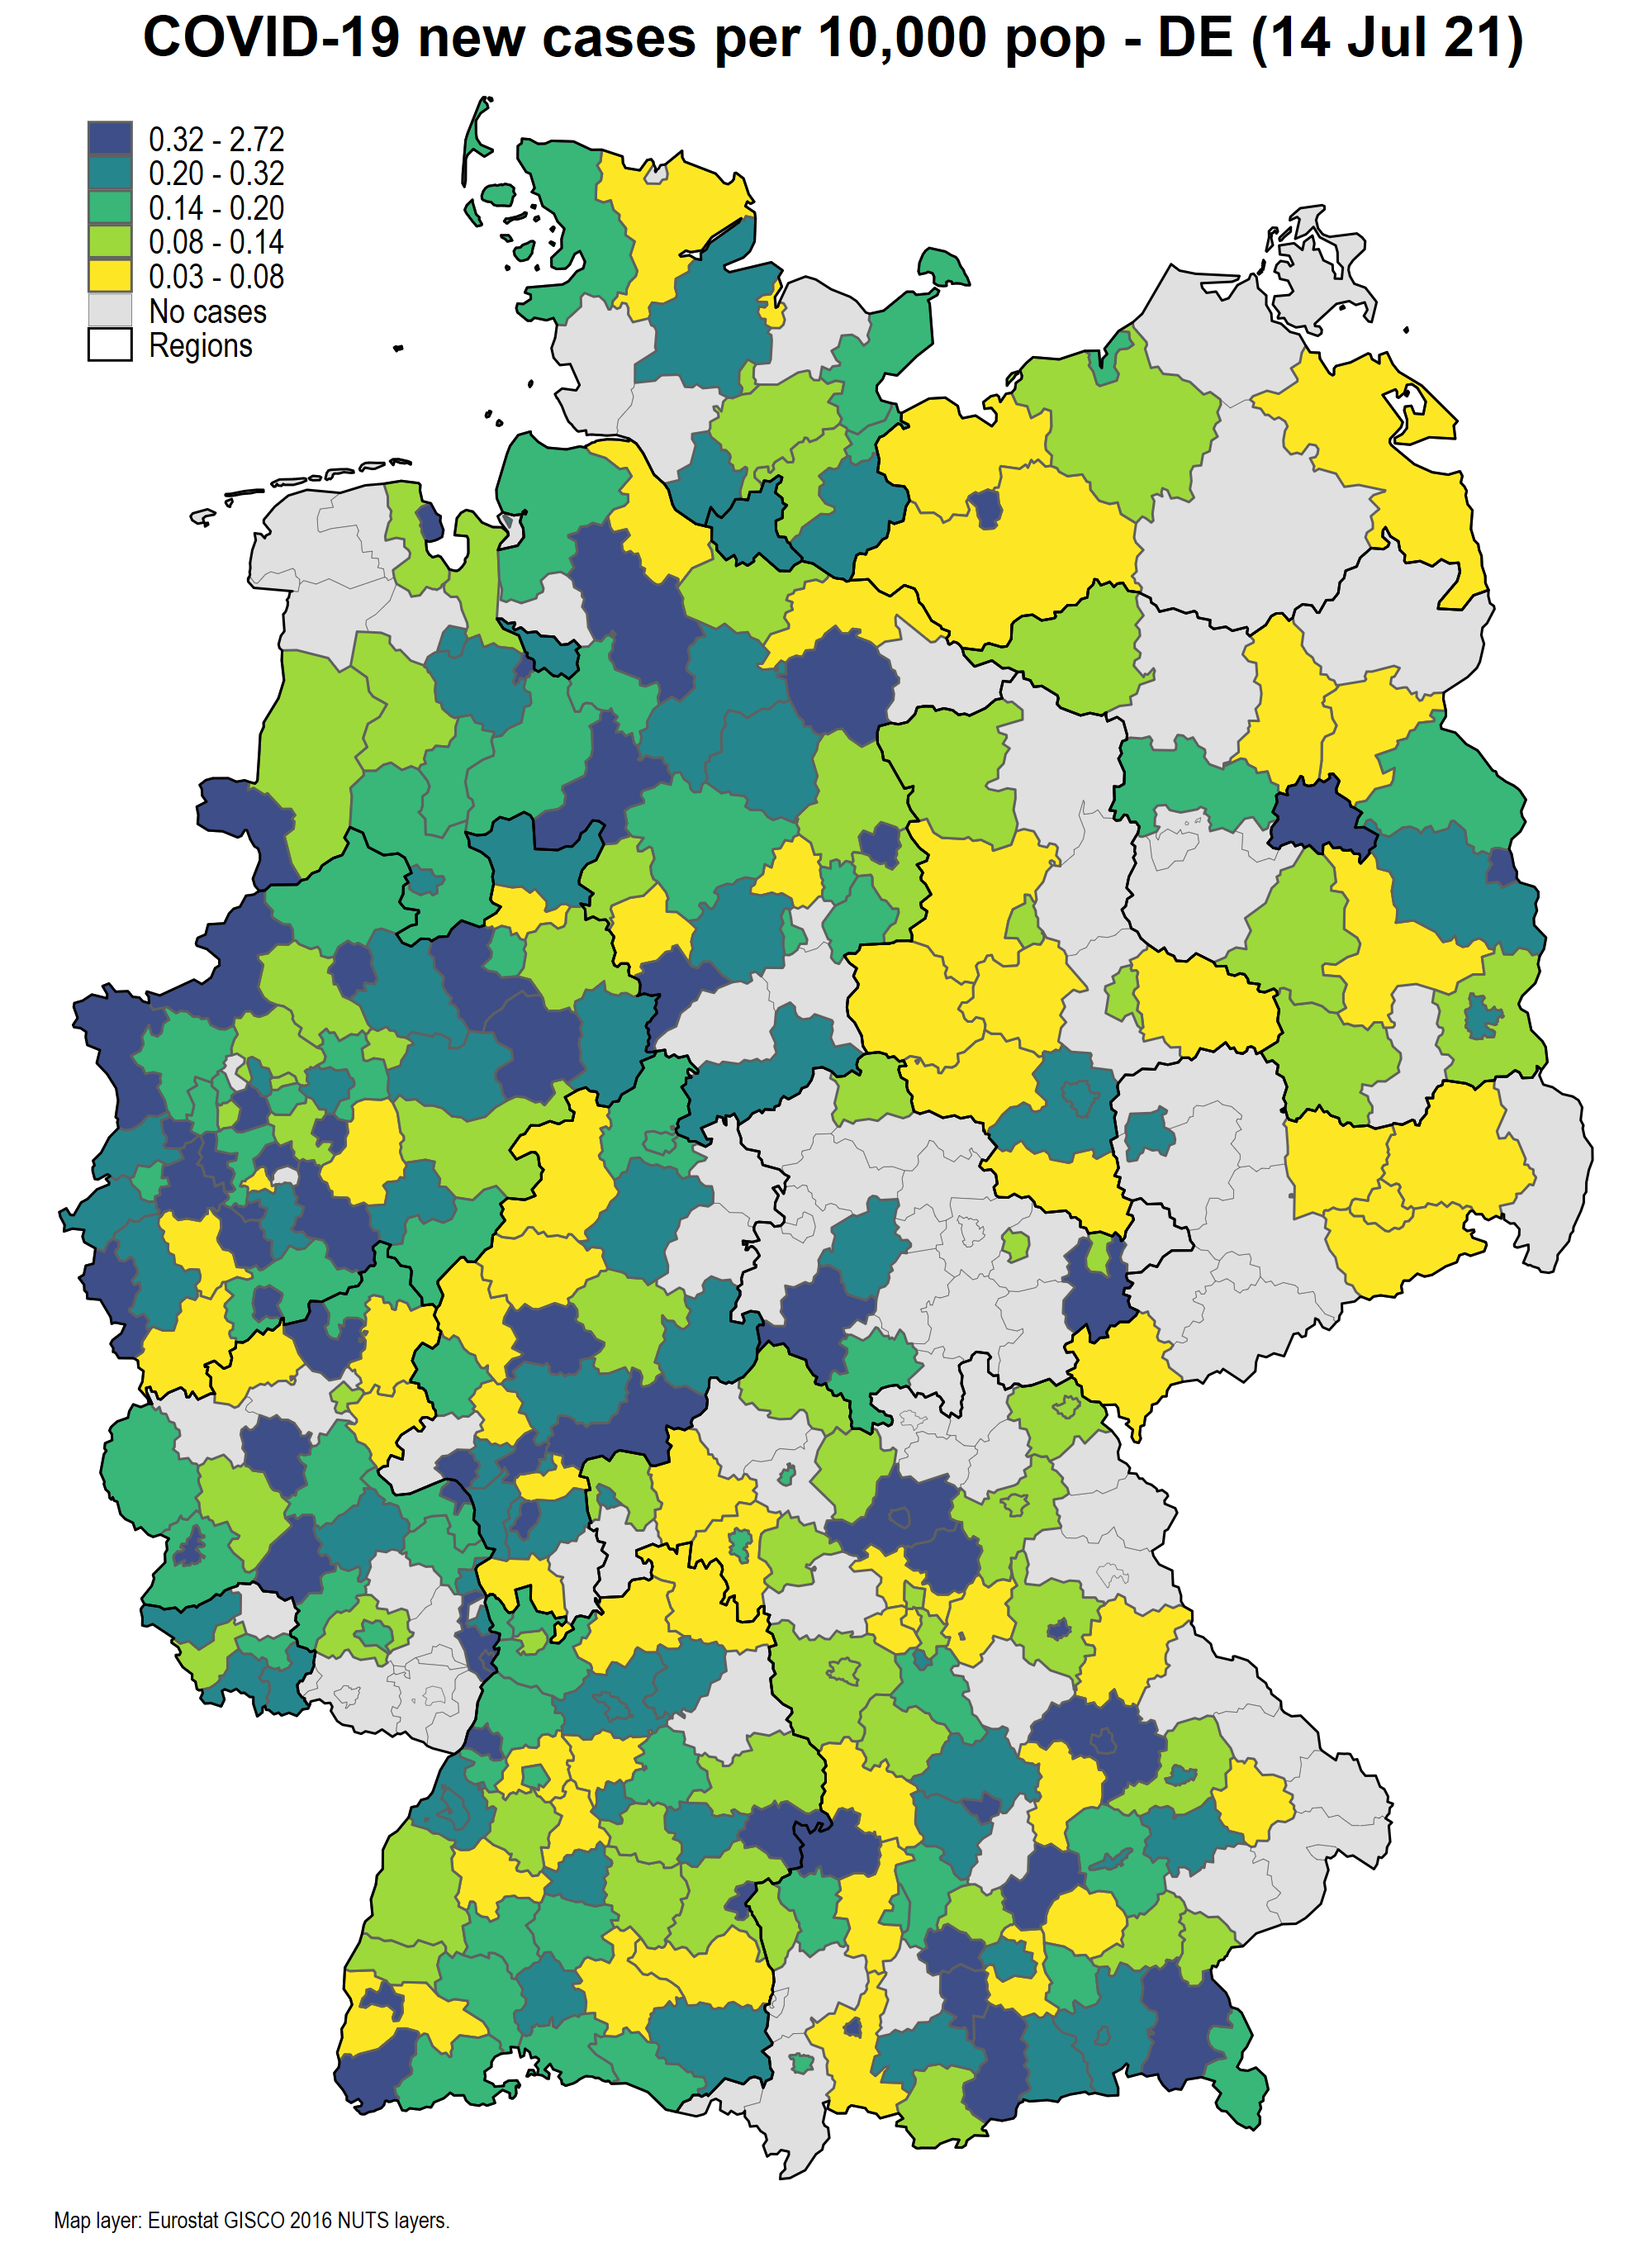 COVID-19 new cases per 10,000 pop - DE (14 Jul 21)
0.32 - 2.72
0.20 - 0.32
0.14 - 0.20
0.08 - 0.14
0.03 - 0.08
No cases
Regions
Map layer: Eurostat GISCO 2016 NUTS layers.